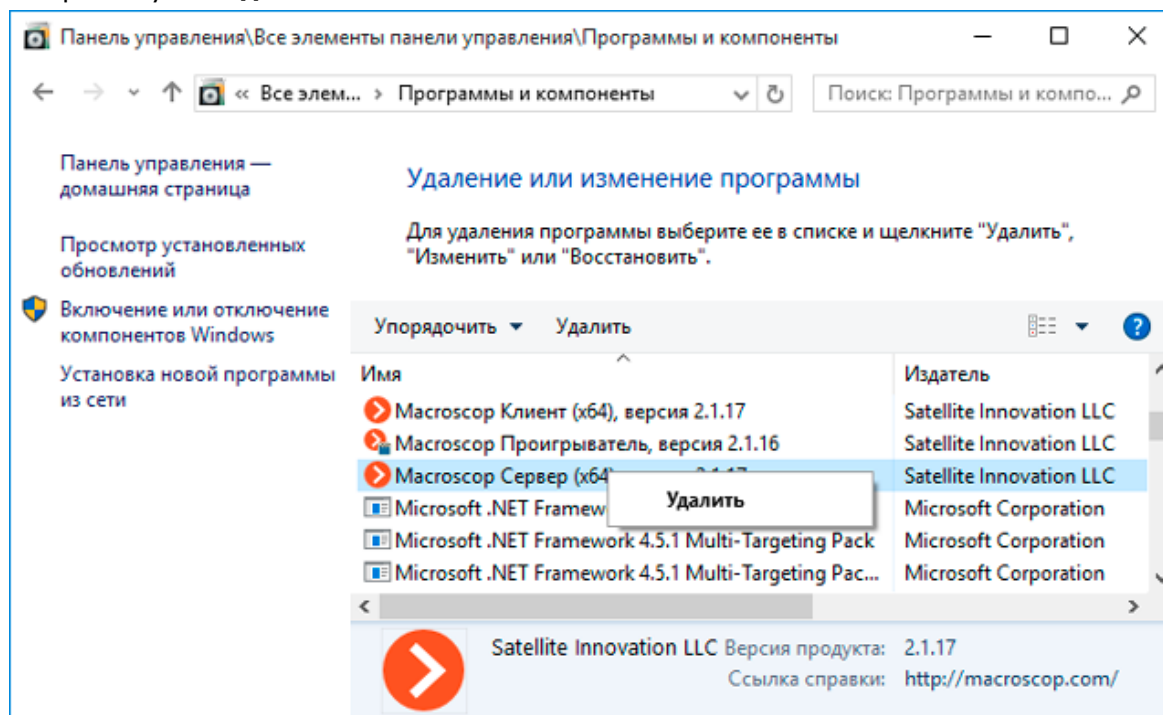 Панель управления\Все элементы панели управления\Программы и компоненты
« Все элем... › Программы и компоненты
Поиск: Программы и компо...
Панель управления —
домашняя страница
Просмотр установленных
обновлений
Включение или отключение
компонентов Windows
Установка новой программы
из сети
Удаление или изменение программы
Для удаления программы выберите ее в списке и щелкните "Удалить",
"Изменить" или "Восстановить".
Упорядочить Удалить
Имя Издатель
Macroscop Клиент (x64), версия 2.1.17 Satellite Innovation LLC
Macroscop Проигрыватель, версия 2.1.16 Satellite Innovation LLC
Macroscop Сервер (x64 Satellite Innovation LLC
Удалить
Microsoft .NET Framew Microsoft Corporation
Microsoft .NET Framework 4.5.1 Multi-Targeting Pack Microsoft Corporation
Microsoft .NET Framework 4.5.1 Multi-Targeting Pac... Microsoft Corporation
Satellite Innovation LLC Версия продукта: 2.1.17
Ссылка справки: http://macroscop.com/